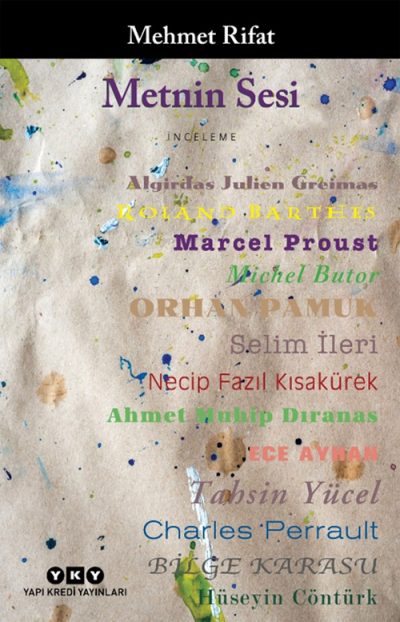 Mehmet Rifat
Metnin Sesi
İNCELEME
Algirdas Julien Greimas
ROLAND BARTHES
Marcel Proust
Michel Butor
ORHAN PAMUK
Selim İleri
Necip Fazıl Kısakürek
Ahmet Muhip Dıranas
ECE AYHAN
Tahsin Yücel
Charles Perrault
BİLGE KARASU
Hüseyin Cöntürk
YKY
YAPI KREDİ YAYINLARI